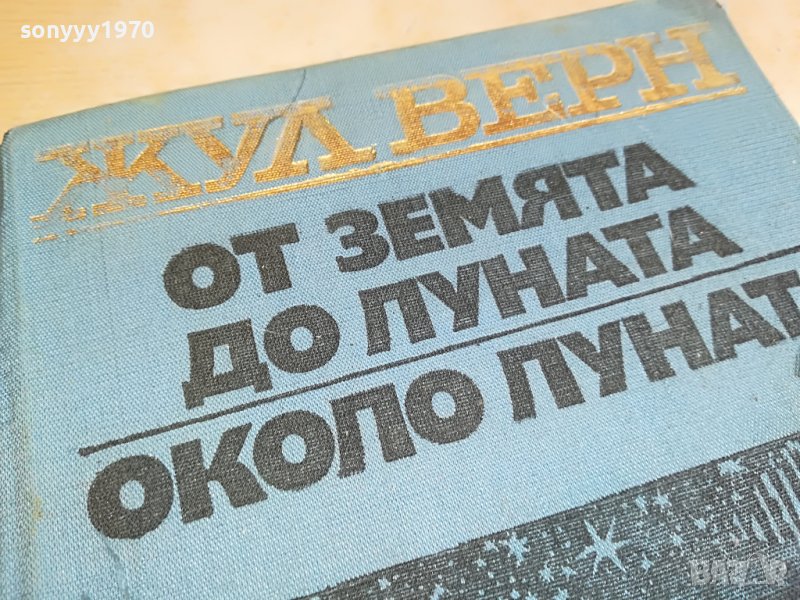 sonyyy1970
ЖУЛ ВЕРН
ОТ ЗЕМЯТА
ДО ЛУНАТА
ОКОЛО ЛУНАТ